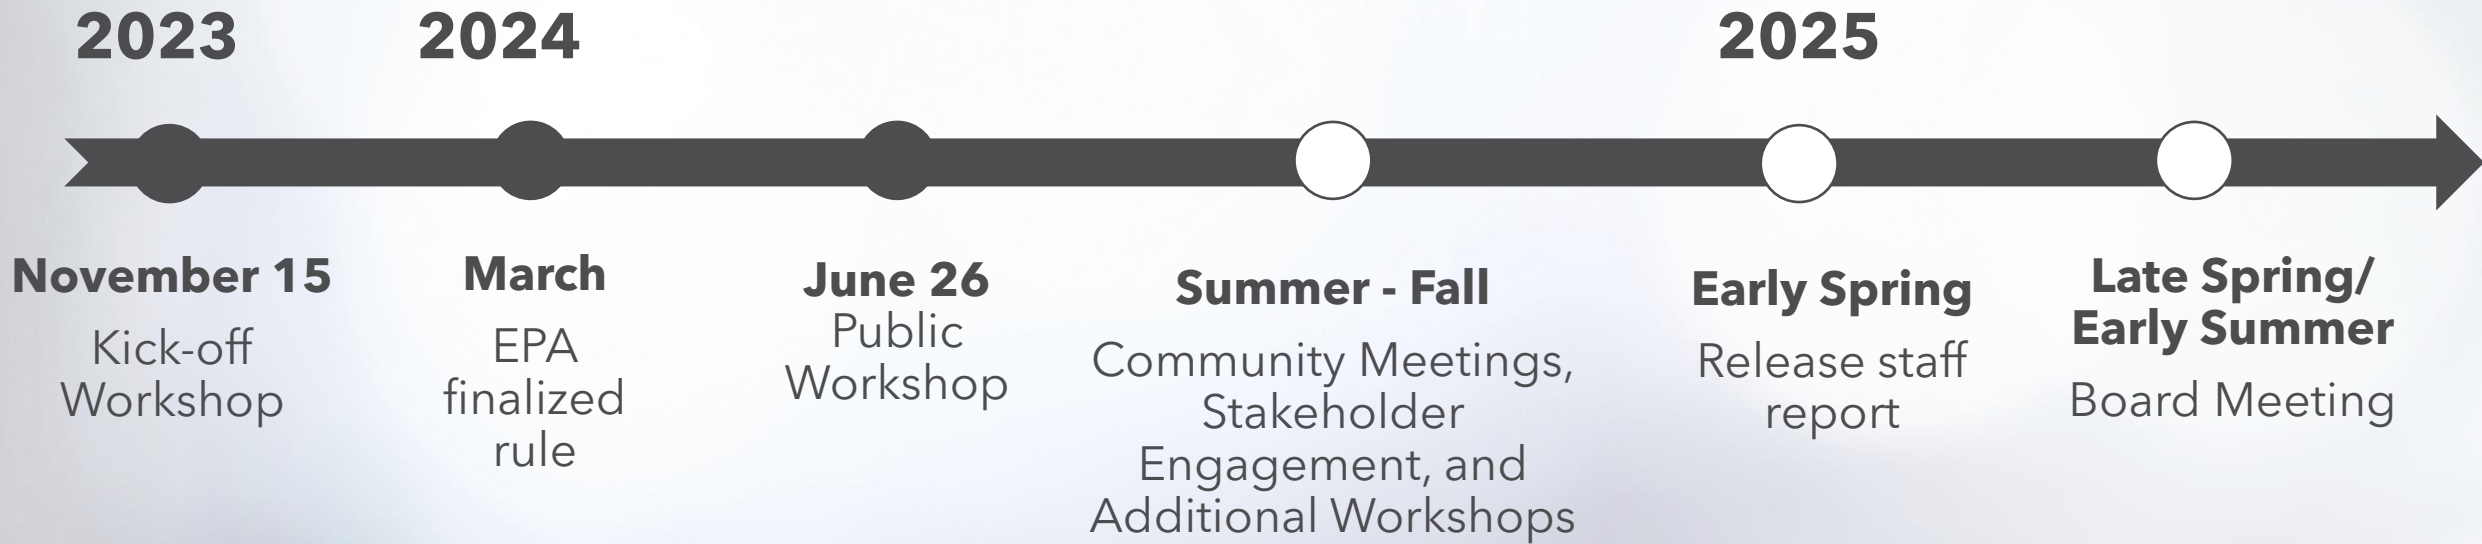 2023
2024
2025
November 15
Kick-off
Workshop
March
EPA
finalized
rule
June 26
Public
Workshop
Summer - Fall
Community Meetings,
Stakeholder
Engagement, and
Additional Workshops
Early Spring
Release staff
report
Late Spring/
Early Summer
Board Meeting